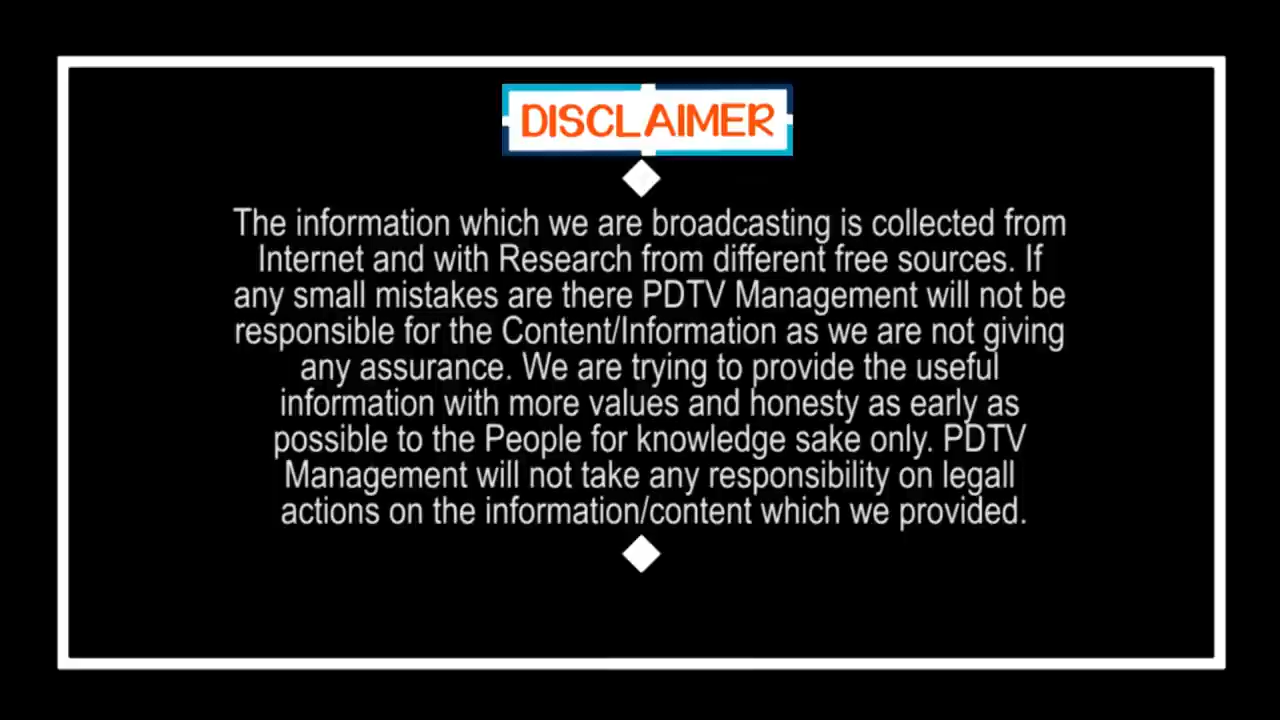 DISCLAIMER
The information which we are broadcasting is collected from
Internet and with Research from different free sources. If
any small mistakes are there PDTV Management will not be
responsible for the Content/Information as we are not giving
any assurance. We are trying to provide the useful
information with more values and honesty as early as
possible to the People for knowledge sake only. PDTV
Management will not take any responsibility on legall
actions on the information/content which we provided.